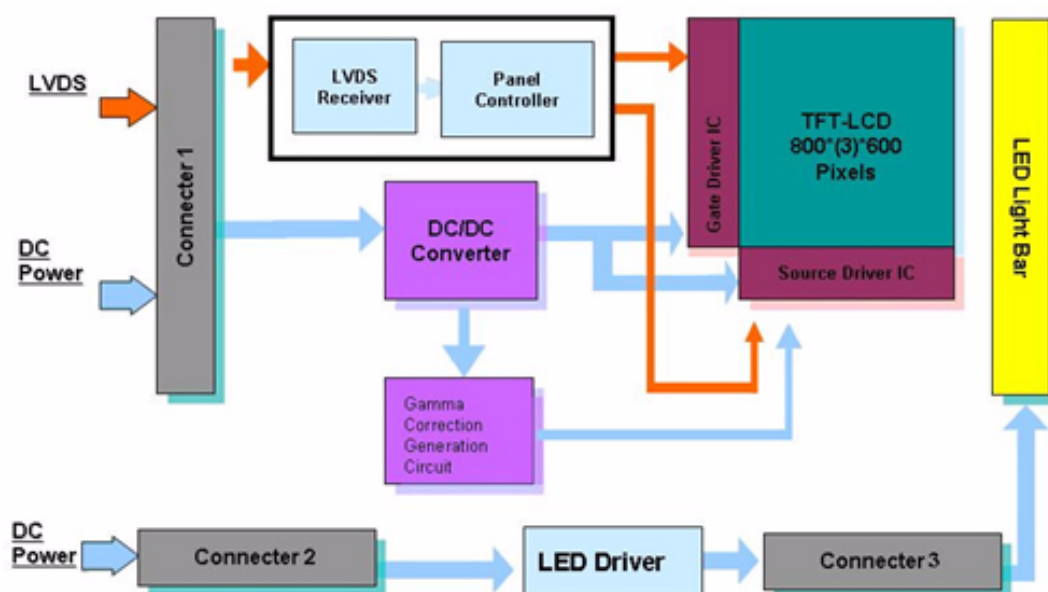 LVDS
DC
Power
Connecter 1
LVDS
Receiver
Panel
Controller
Gate Driver IC
TFT-LCD
800*(3)*600
Pixels
Source Driver IC
LED Light Bar
DC/DC
Converter
Gamma
Correction
Generation
Circuit
DC
Power
Connecter 2
LED Driver
Connecter 3